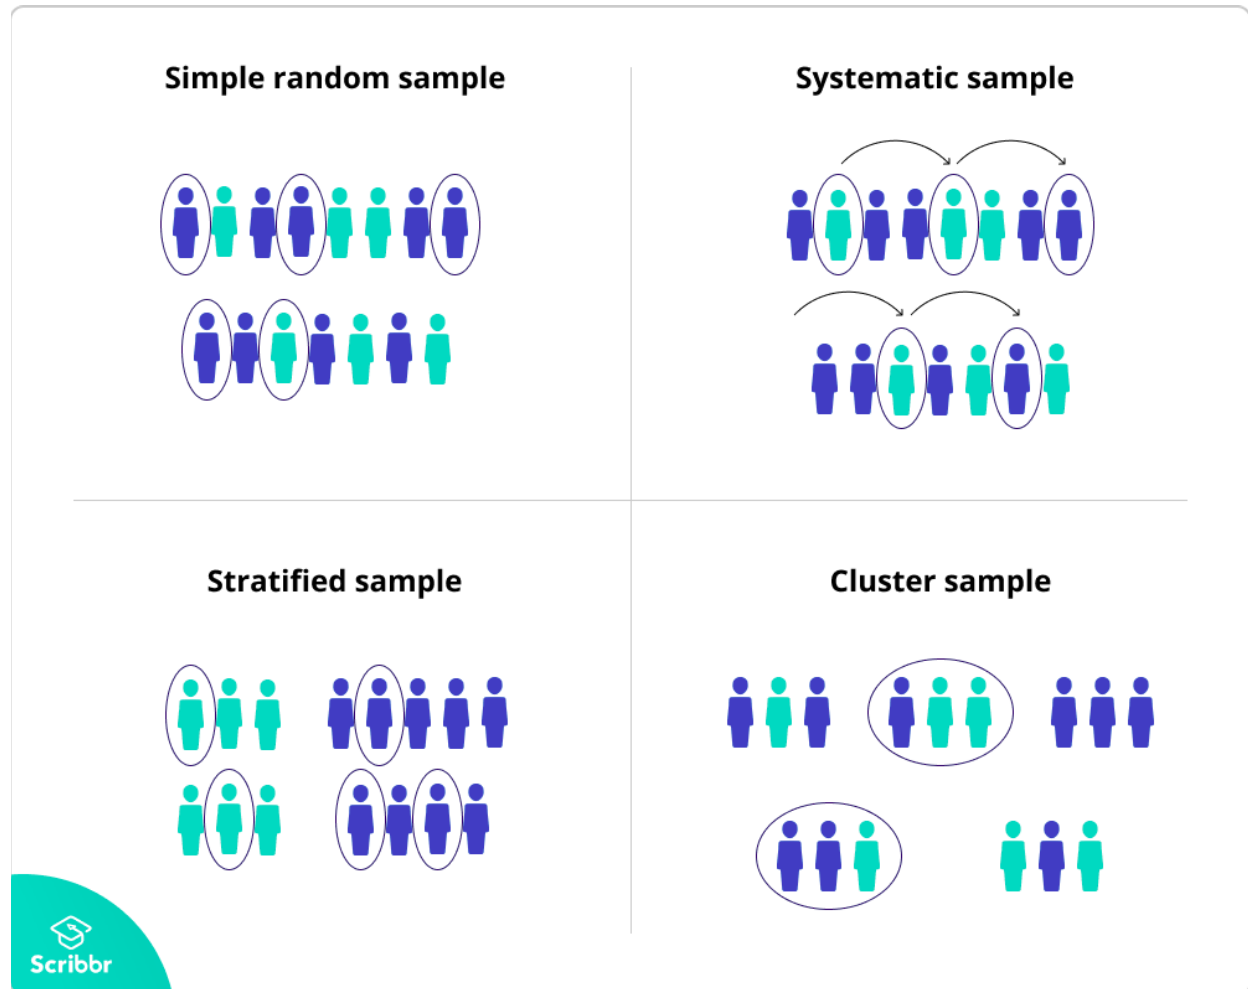 Simple random sample
Systematic sample
Stratified sample
Cluster sample
Scribbr